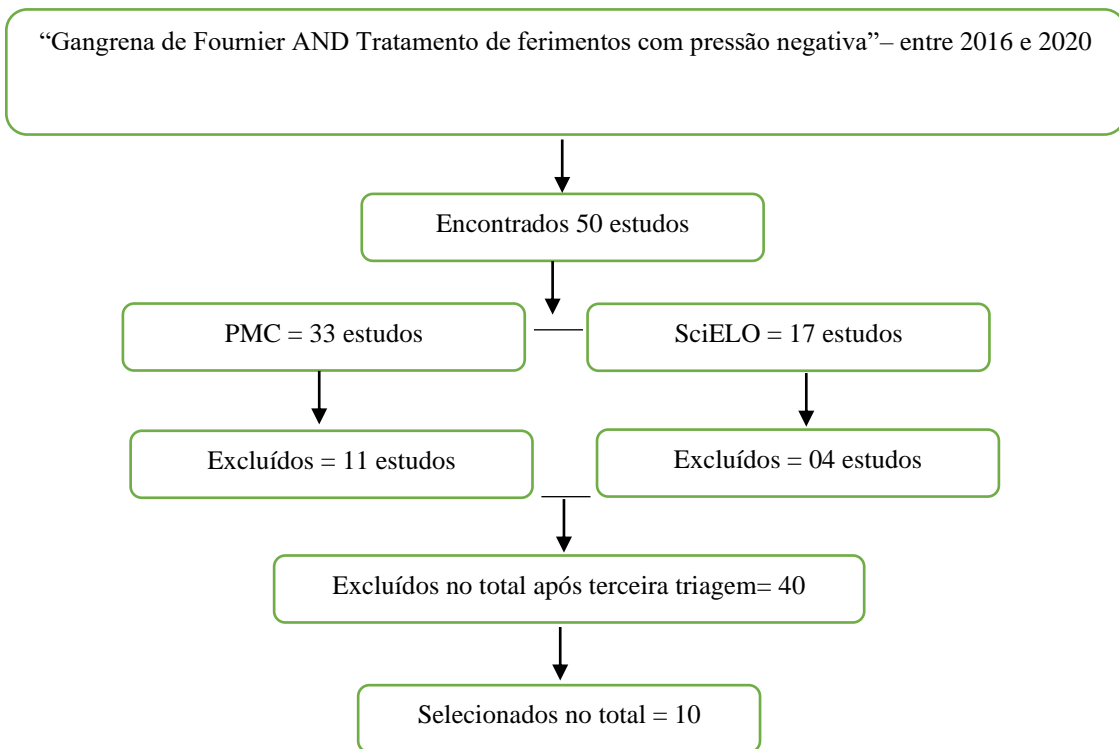 “Gangrena de Fournier AND Tratamento de ferimentos com pressão negativa”– entre 2016 e 2020
Encontrados 50 estudos
PMC = 33 estudos
SciELO = 17 estudos
Excluídos = 11 estudos
Excluídos = 04 estudos
Excluídos no total após terceira triagem= 40
Selecionados no total = 10